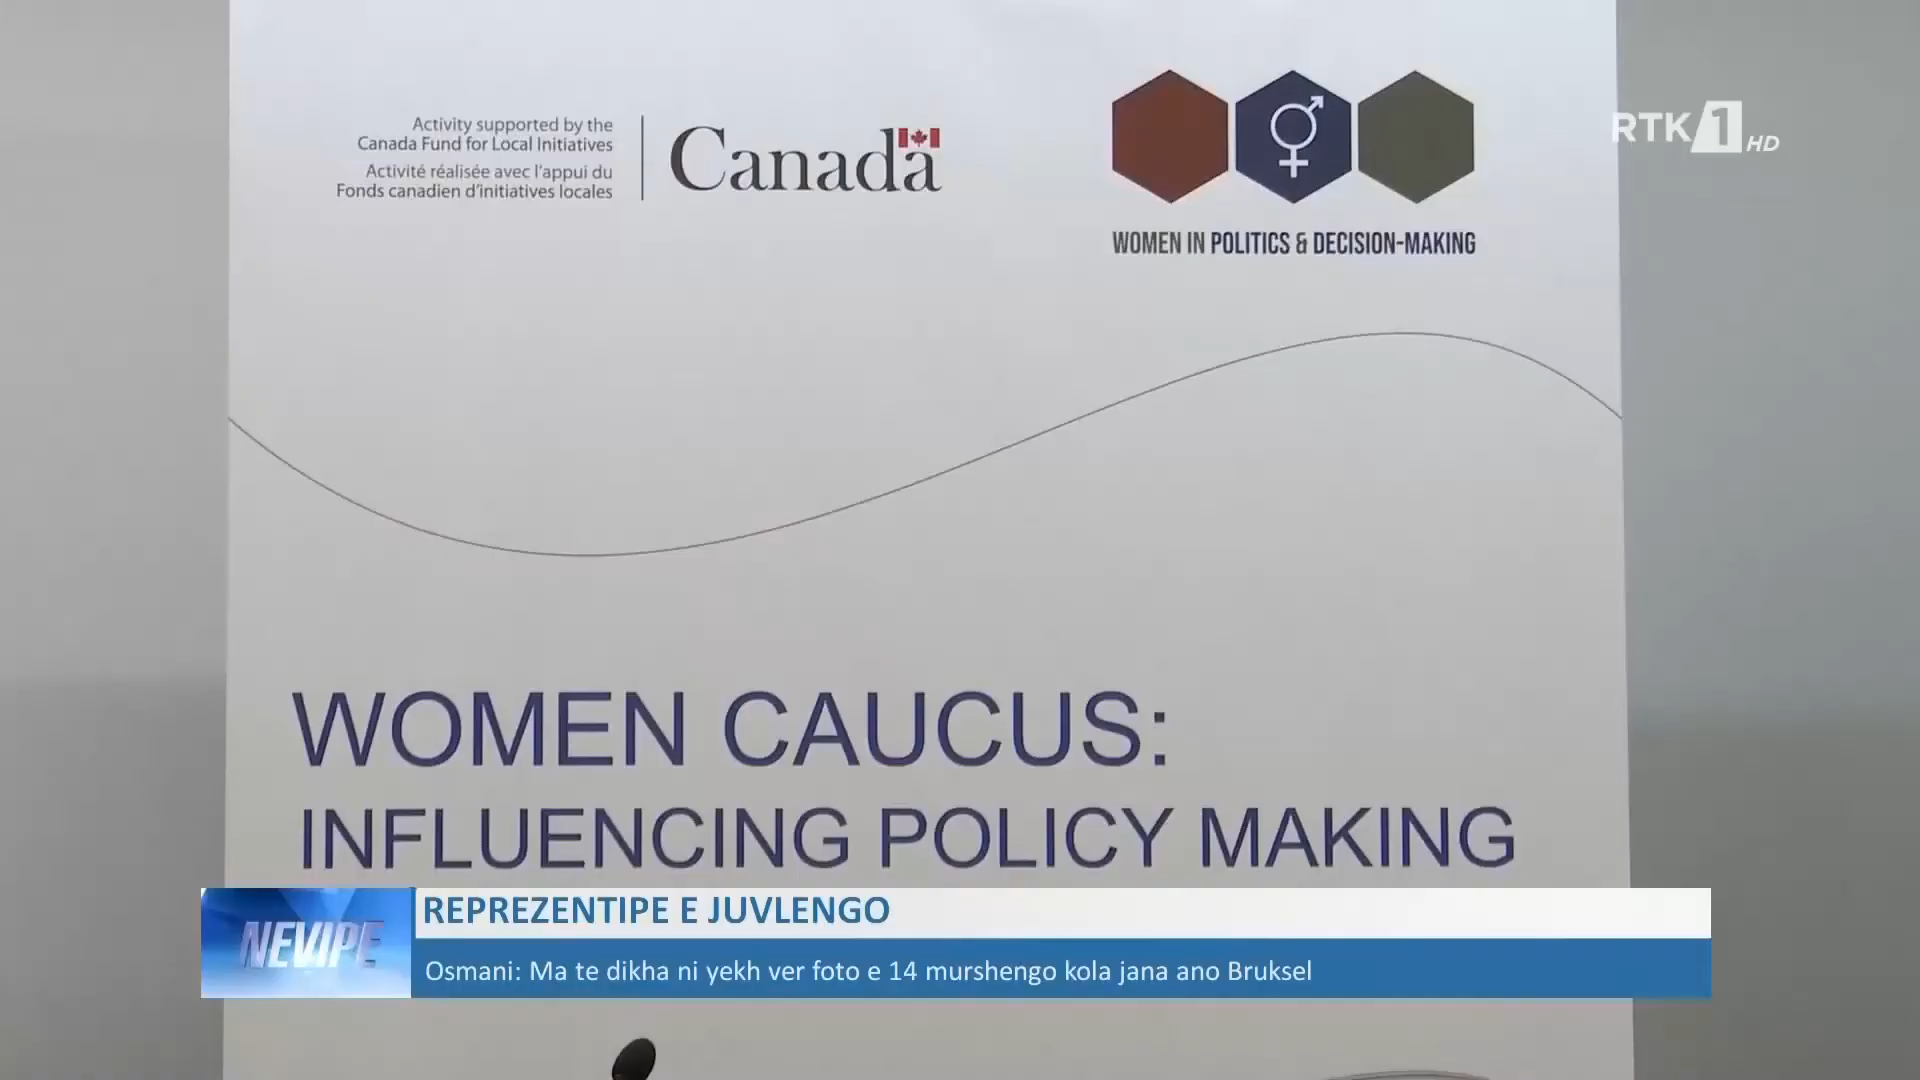 Activity supported by the
Canada Fund for Local Initiatives
Activité réalisée avec l'appui du
Fonds canadien d'initiatives locales
Canada
WOMEN IN POLITICS & DECISION-MAKING
RTK 1 HD
WOMEN CAUCUS:
INFLUENCING POLICY MAKING
NEVIPE
REPREZENTIPE E JUVLENGO
Osmani: Ma te dikha ni yekh ver foto e 14 murshengo kola jana ano Bruksel